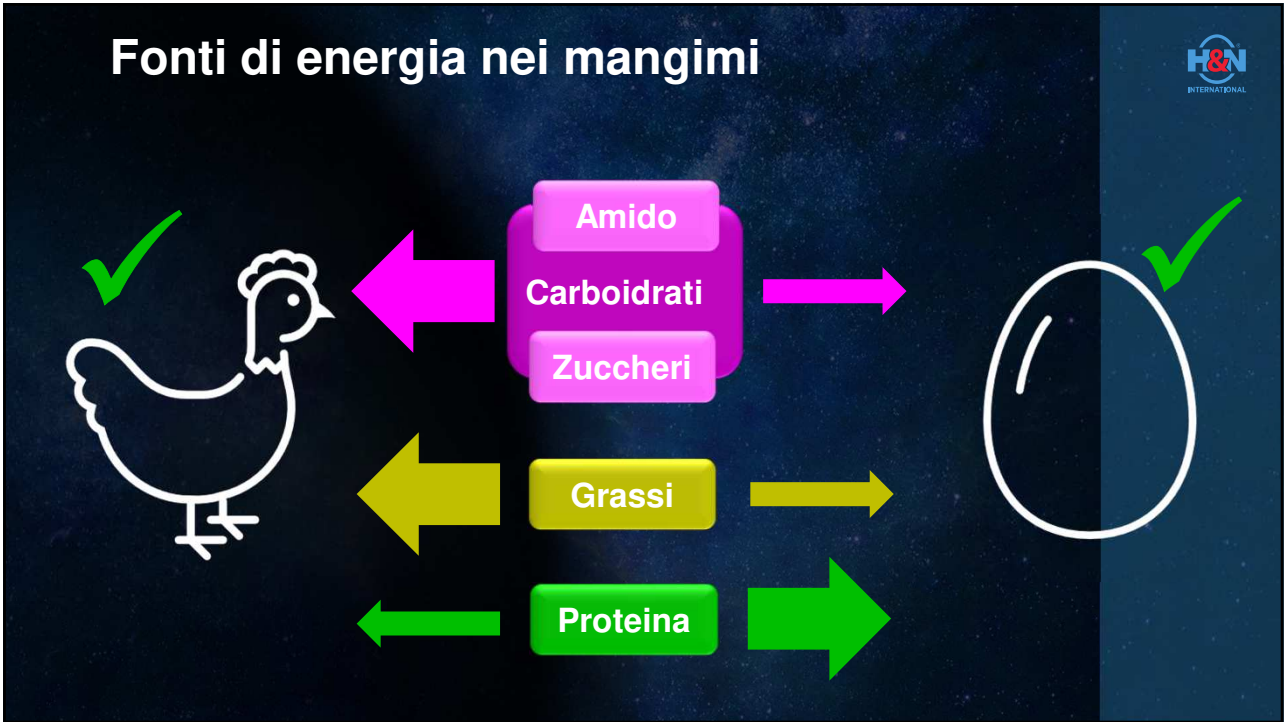 Fonti di energia nei mangimi
H&N
INTERNATIONAL
Amido
Carboidrati
Zuccheri
Grassi
Proteina